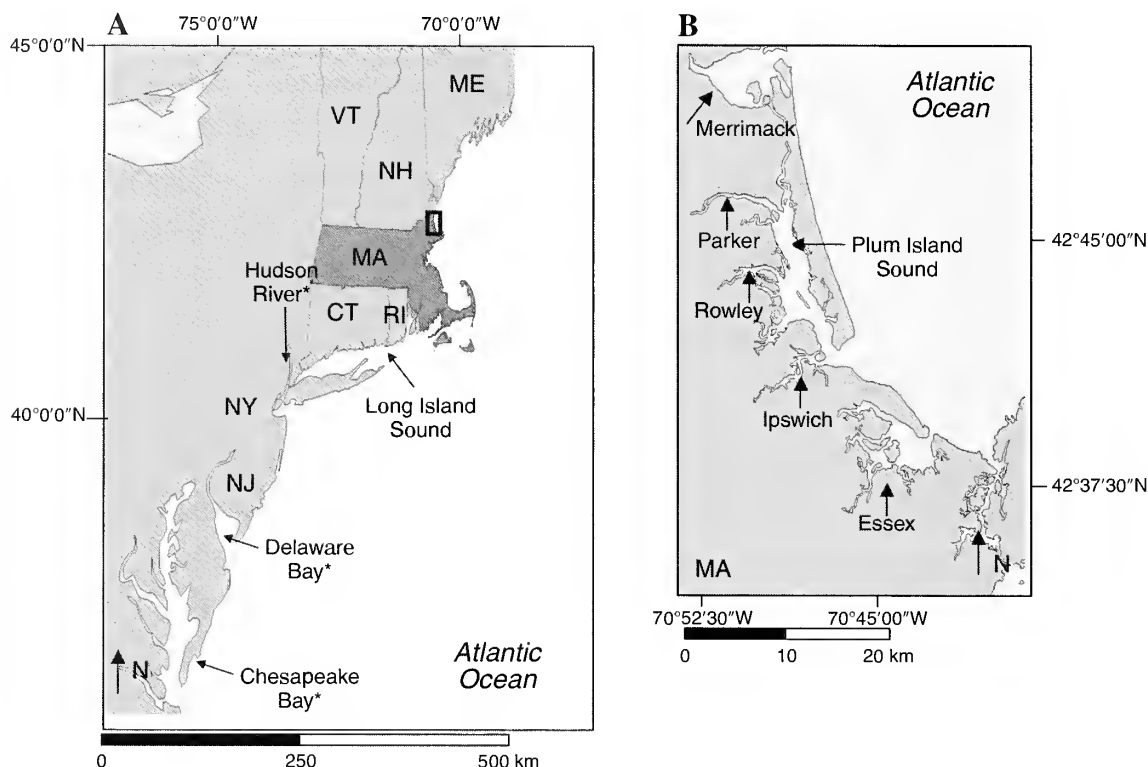 A
75°0′0″W
70°0′0″W
45°0′0″N
40°0′0″N
ME
VT
NH
MA
Hudson
River*
CT
RI
NY
Long Island
Sound
NJ
Delaware
Bay*
N
Chesapeake
Bay*
Atlantic
Ocean
0
250
500 km
B
Atlantic
Ocean
Merrimack
Parker
Plum Island
Sound
42°45′00″N
Rowley
Ipswich
42°37′30″N
Essex
MA
N
70°52′30″W
70°45′00″W
0
10
20 km